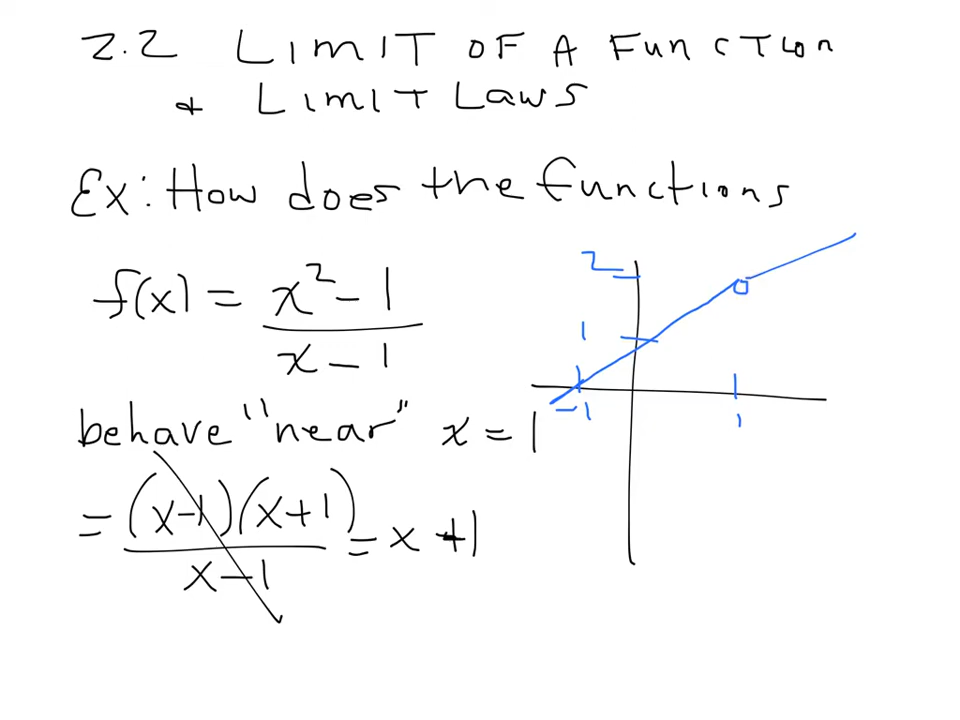 2.2 LIMIT OF A FUNCTION
+ LIMIT LAWS
Ex: How does the functions
f(x) = x² - 1
x - 1
behave "near" x = 1
= (x-1)(x+1) = x + 1
x - 1
2
1
-1
1